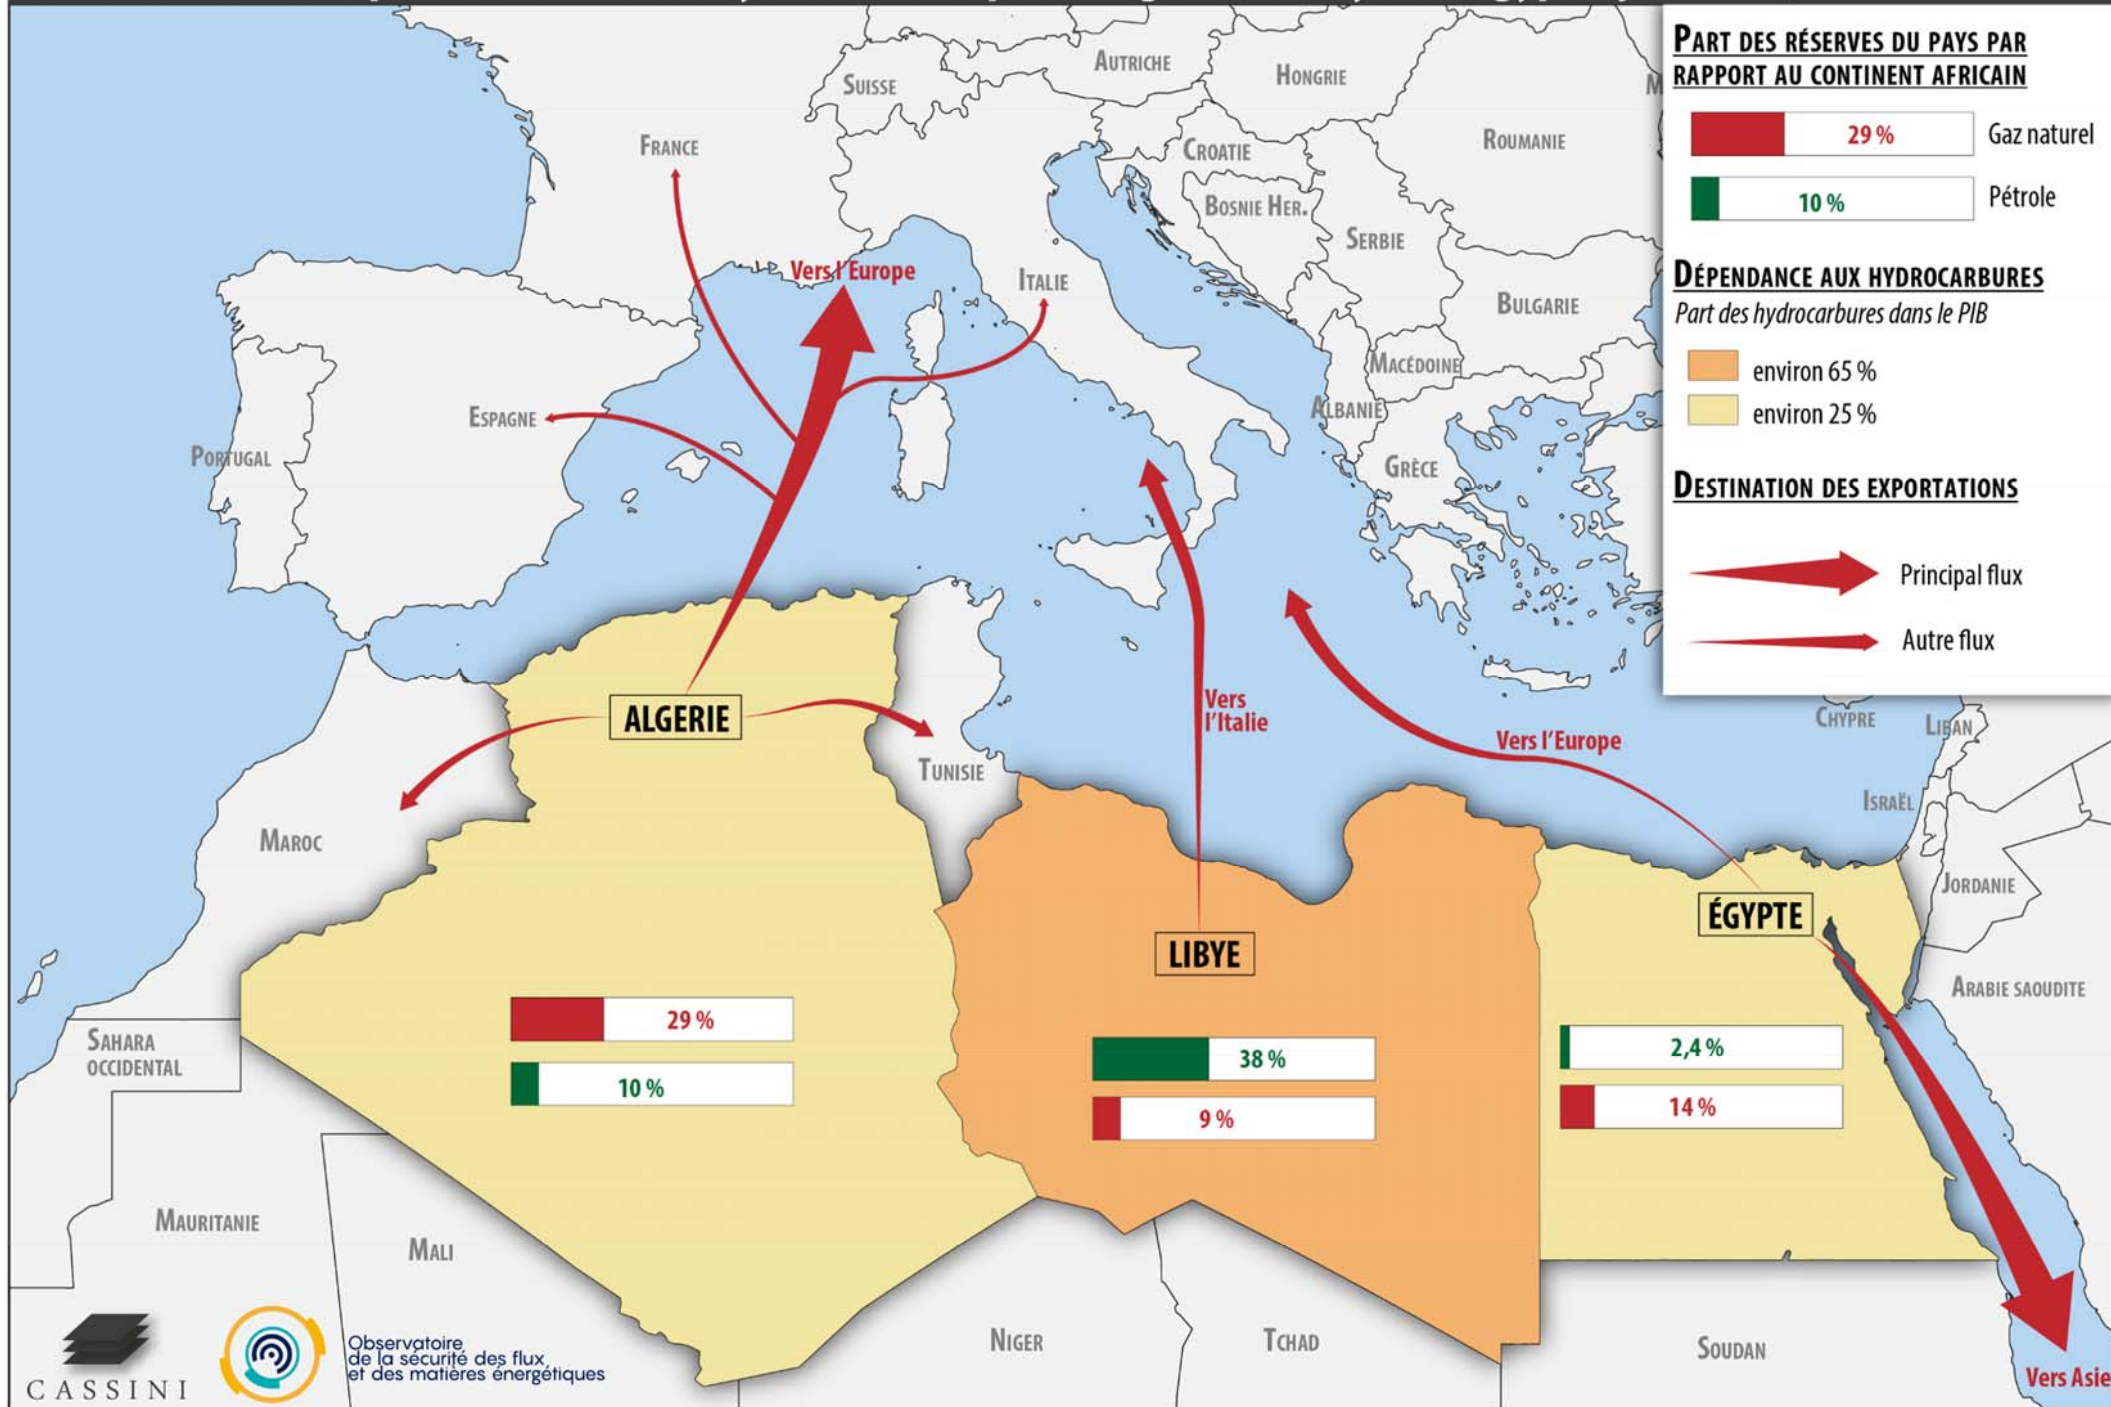 PART DES RÉSERVES DU PAYS PAR
RAPPORT AU CONTINENT AFRICAIN
29 % Gaz naturel
10 % Pétrole
DÉPENDANCE AUX HYDROCARBURES
Part des hydrocarbures dans le PIB
environ 65 %
environ 25 %
DESTINATION DES EXPORTATIONS
Principal flux
Autre flux
AUTRICHE
SUISSE
HONGRIE
FRANCE
CROATIE
ROUMANIE
BOSNIE HER.
SERBIE
Vers l'Europe
ITALIE
BULGARIE
MACÉDOINE
ESPAGNE
ALBANIE
PORTUGAL
GRÈCE
Vers
l'Italie
ALGERIE
CHYPRE
LIBAN
Vers l'Europe
TUNISIE
ISRAËL
MAROC
JORDANIE
ÉGYPTE
LIBYE
ARABIE SAOUDITE
29 %
10 %
38 %
9 %
2,4 %
14 %
SAHARA
OCCIDENTAL
MAURITANIE
MALI
NIGER
TCHAD
SOUDAN
Vers Asie
CASSINI
Observatoire
de la sécurité des flux
et des matières énergétiques